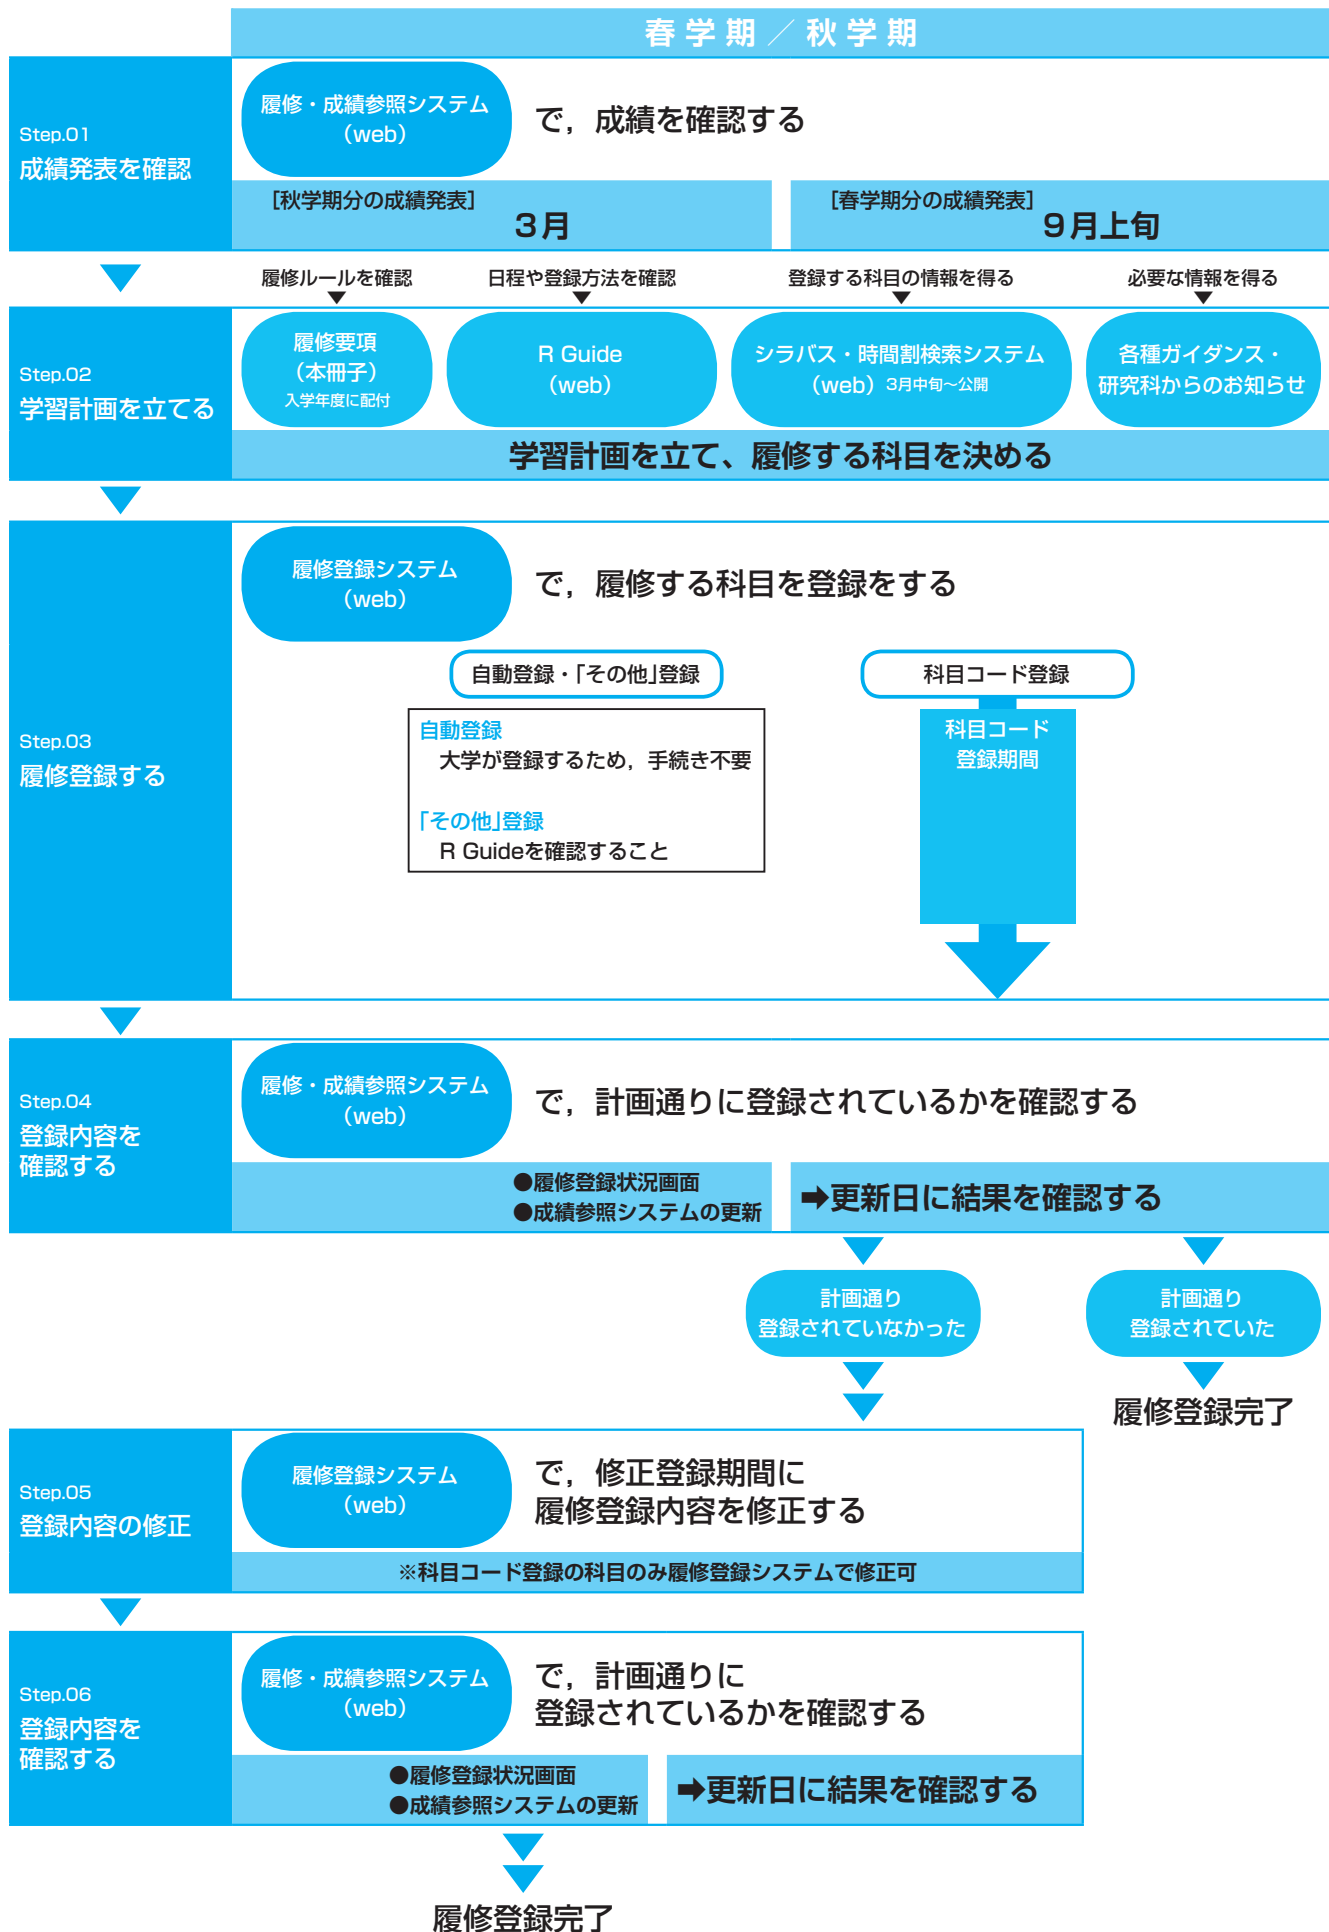 春学期／秋学期
Step.01
成績発表を確認
履修・成績参照システム
（web）
で，成績を確認する
［秋学期分の成績発表］
3月
［春学期分の成績発表］
9月上旬
履修ルールを確認
日程や登録方法を確認
登録する科目の情報を得る
必要な情報を得る
Step.02
学習計画を立てる
履修要項
（本冊子）
入学年度に配付
R Guide
（web）
シラバス・時間割検索システム
（web）3月中旬～公開
各種ガイダンス・
研究科からのお知らせ
学習計画を立て、履修する科目を決める
Step.03
履修登録する
履修登録システム
（web）
で，履修する科目を登録をする
自動登録・｢その他｣登録
自動登録
大学が登録するため，手続き不要
｢その他｣登録
R Guideを確認すること
科目コード登録
科目コード
登録期間
Step.04
登録内容を
確認する
履修・成績参照システム
（web）
で，計画通りに登録されているかを確認する
●履修登録状況画面
●成績参照システムの更新
➡更新日に結果を確認する
計画通り
登録されていなかった
計画通り
登録されていた
履修登録完了
Step.05
登録内容の修正
履修登録システム
（web）
で，修正登録期間に
履修登録内容を修正する
※科目コード登録の科目のみ履修登録システムで修正可
Step.06
登録内容を
確認する
履修・成績参照システム
（web）
で，計画通りに
登録されているかを確認する
●履修登録状況画面
●成績参照システムの更新
➡更新日に結果を確認する
履修登録完了